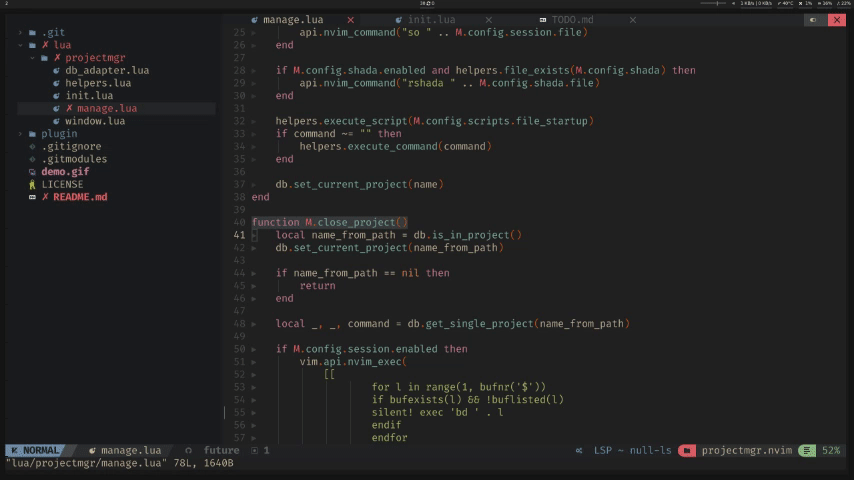 manage.lua
init.lua
TODO.md
.git
lua
projectmgr
db_adapter.lua
helpers.lua
init.lua
manage.lua
window.lua
plugin
.gitignore
.gitmodules
demo.gif
LICENSE
README.md
25 api.nvim_command("so " .. M.config.session.file)
26 end
27
28 if M.config.shada.enabled and helpers.file_exists(M.config.shada) then
29 api.nvim_command("rshada " .. M.config.shada.file)
30 end
31
32 helpers.execute_script(M.config.scripts.file_startup)
33 if command ~= "" then
34 helpers.execute_command(command)
35 end
36
37 db.set_current_project(name)
38 end
39
40 function M.close_project()
41 local name_from_path = db.is_in_project()
42 db.set_current_project(name_from_path)
43
44 if name_from_path == nil then
45 return
46 end
47
48 local _, _, command = db.get_single_project(name_from_path)
49
50 if M.config.session.enabled then
51 vim.api.nvim_exec(
52 [[
53 for l in range(1, bufnr('$'))
54 if bufexists(l) && !buflisted(l)
55 silent! exec 'bd ' . l
56 endif
57 endfor
NORMAL manage.lua future 1 LSP ~ null-ls projectmgr.nvim 52%
"lua/projectmgr/manage.lua" 78L, 1640B